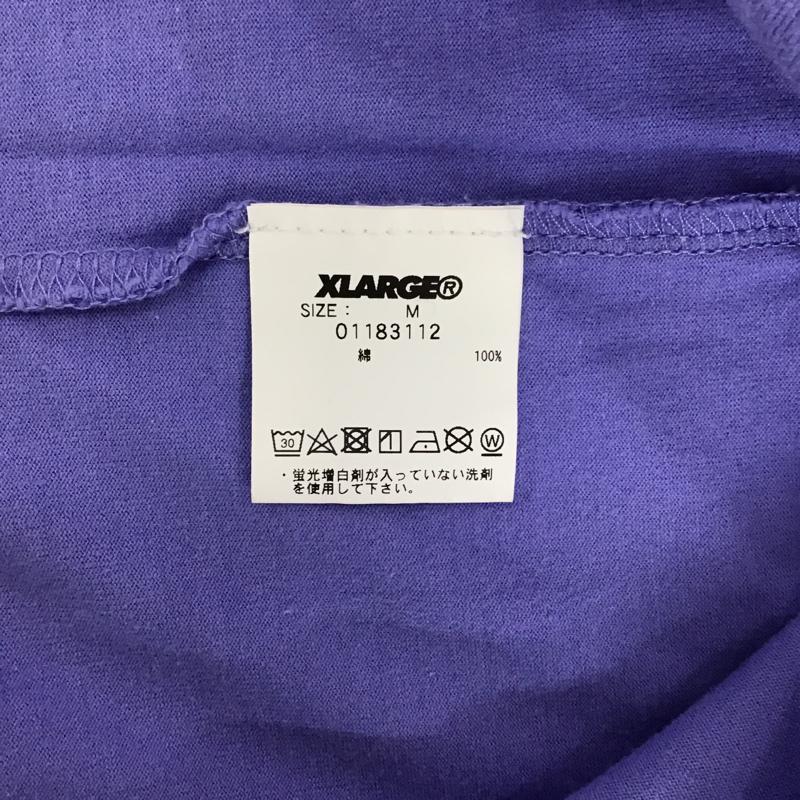 XLARGE®
SIZE : M
01183112
綿 100%
30 W
・蛍光増白剤が入っていない洗剤
を使用して下さい。